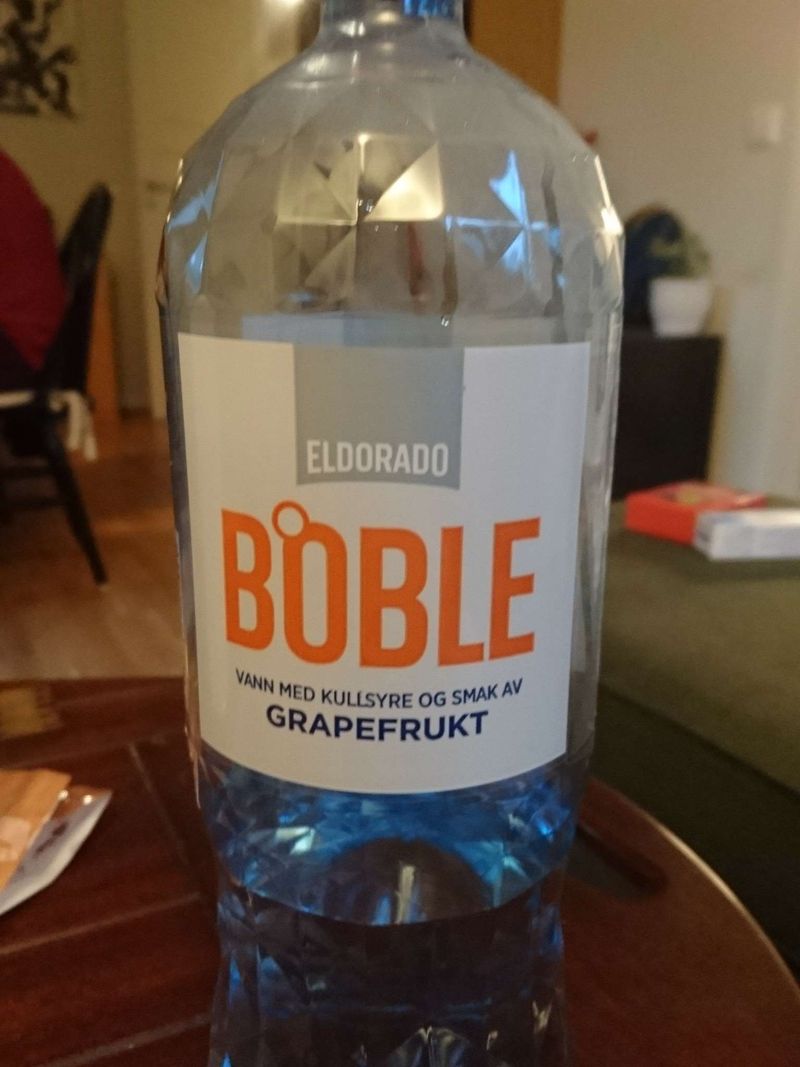 ELDORADO
BOBLE
VANN MED KULLSYRE OG SMAK AV
GRAPEFRUKT